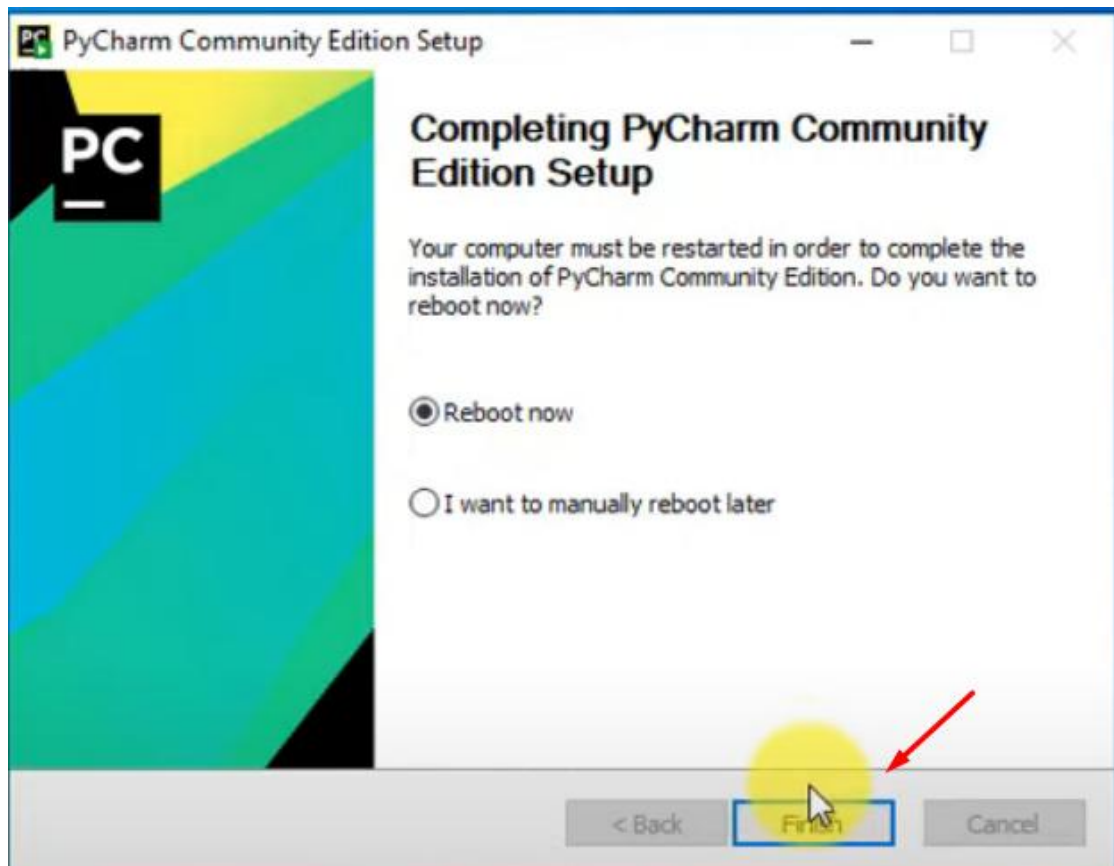 PyCharm Community Edition Setup
PC
Completing PyCharm Community
Edition Setup
Your computer must be restarted in order to complete the
installation of PyCharm Community Edition. Do you want to
reboot now?
Reboot now
I want to manually reboot later
< Back
Finish
Cancel